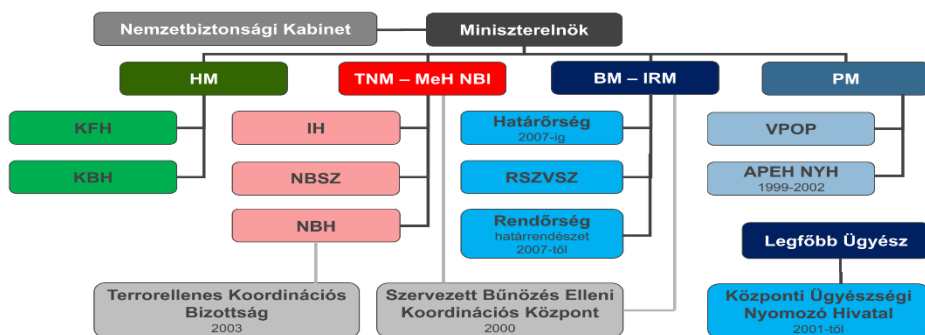 Nemzetbiztonsági Kabinet
Miniszterelnök
HM
TNM – MeH NBI
BM – IRM
PM
KFH
IH
Határőrség
2007-ig
VPOP
KBH
NBSZ
RSZVSZ
APEH NYH
1999-2002
NBH
Rendőrség
határrendészet
2007-től
Legfőbb Ügyész
Terrorellenes Koordinációs
Bizottság
2003
Szervezett Bűnözés Elleni
Koordinációs Központ
2000
Központi Ügyészségi
Nyomozó Hivatal
2001-től